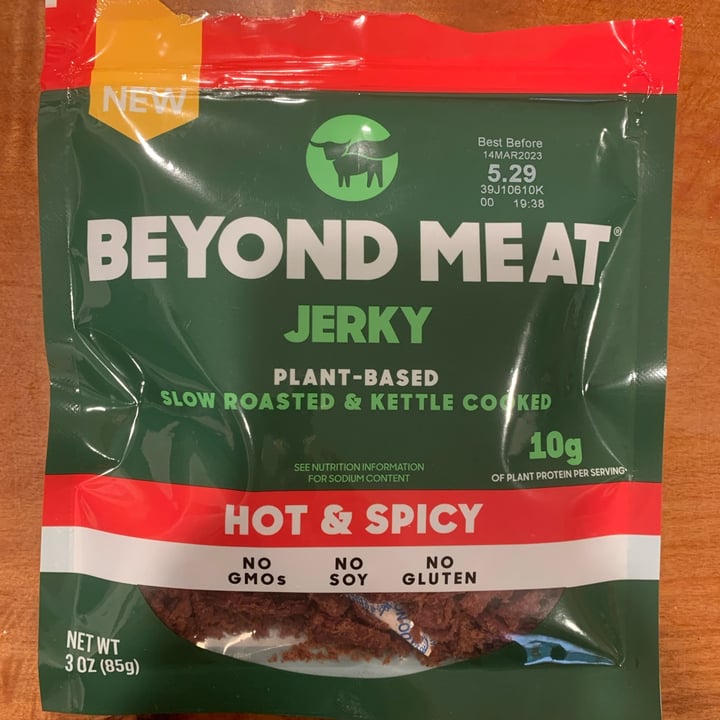 NEW
Best Before
14MAR2023
5.29
39J10610K
00 19:38
BEYOND MEAT®
JERKY
PLANT-BASED
SLOW ROASTED & KETTLE COOKED
10g
OF PLANT PROTEIN PER SERVING*
SEE NUTRITION INFORMATION
FOR SODIUM CONTENT
HOT & SPICY
NO
GMOs
NO
SOY
NO
GLUTEN
NET WT
3 OZ (85g)